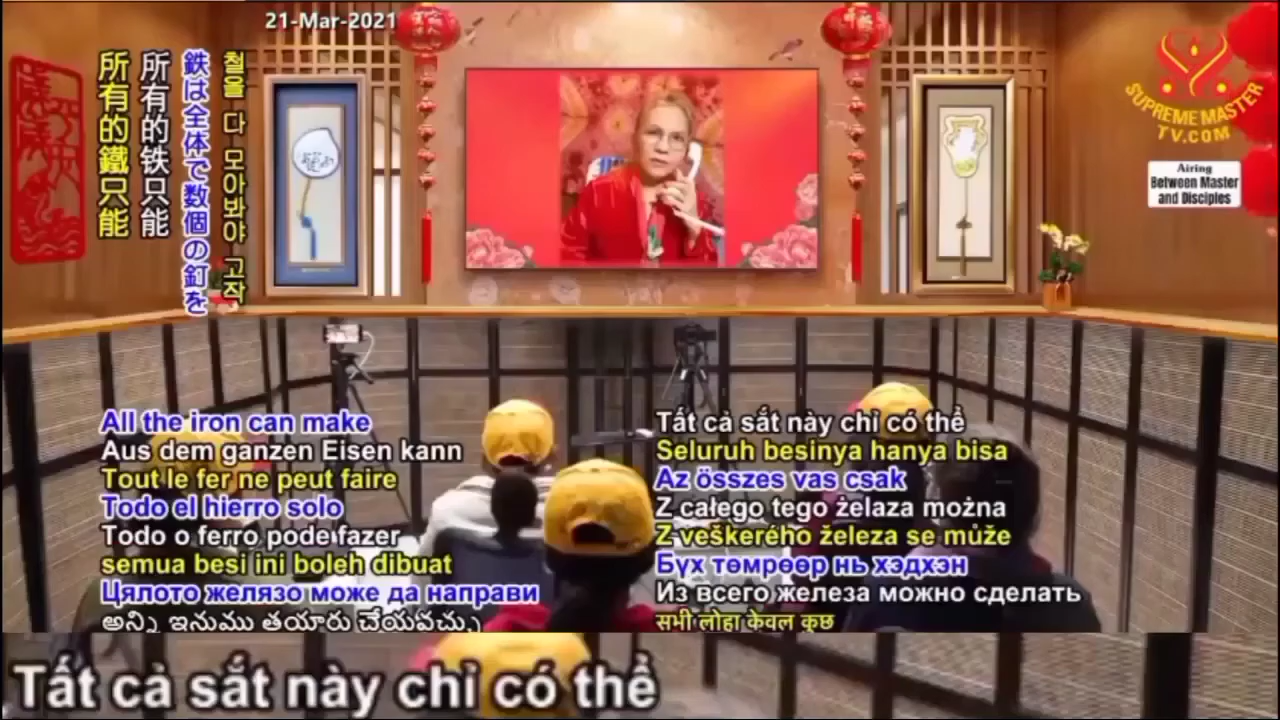 21-Mar-2021
SUPREME MASTER
TV.COM
Airing
Between Master
and Disciples
철을 다 모아봐야 고작
鉄は全体で数個の釘を
所有的铁只能
所有的鐵只能
All the iron can make
Aus dem ganzen Eisen kann
Tout le fer ne peut faire
Todo el hierro solo
Todo o ferro pode fazer
semua besi ini boleh dibuat
Цялото желязо може да направи
అన్ని ఇనుము తయారు చేయవచ్చు
Tất cả sắt này chỉ có thể
Seluruh besinya hanya bisa
Az összes vas csak
Z całego tego żelaza można
Z veškerého železa se může
Бүх төмрөөр нь хэдхэн
Из всего железа можно сделать
सभी लोहा केवल कुछ
Tất cả sắt này chỉ có thể